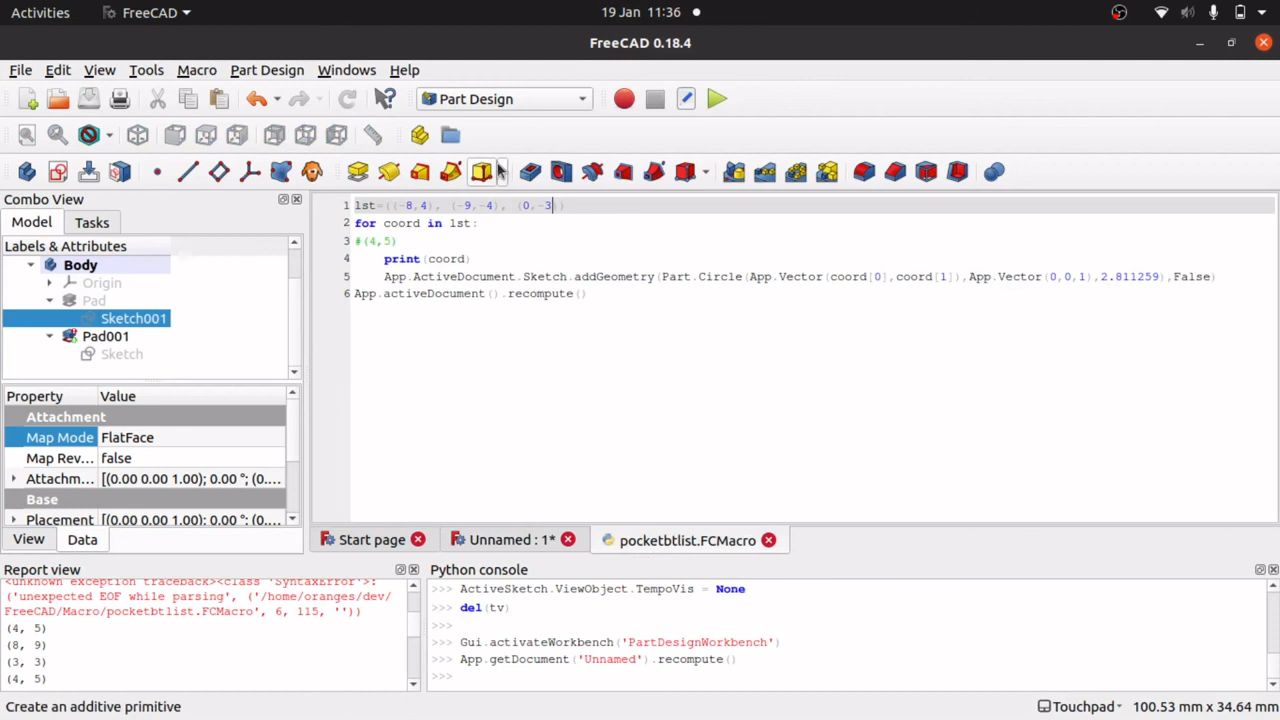 Activities FreeCAD 19 Jan 11:36
FreeCAD 0.18.4
File Edit View Tools Macro Part Design Windows Help
Part Design
Combo View
Model Tasks
Labels & Attributes
Body
Origin
Pad
Sketch001
Pad001
Sketch
Property Value
Attachment
Map Mode FlatFace
Map Rev... false
Attachm... [(0.00 0.00 1.00); 0.00 °; (0....
Base
Placement [(0.00 0.00 1.00); 0.00 °; (0....
View Data
1 lst=((-8,4), (-9,-4), (0,-3))
2 for coord in lst:
3 #(4,5)
4 print(coord)
5 App.ActiveDocument.Sketch.addGeometry(Part.Circle(App.Vector(coord[0],coord[1]),App.Vector(0,0,1),2.811259),False)
6 App.activeDocument().recompute()
Start page Unnamed : 1* pocketbtlist.FCMacro
Report view
<unknown exception traceback><class 'SyntaxError'>:
('unexpected EOF while parsing', ('/home/oranges/dev/
FreeCAD/Macro/pocketbtlist.FCMacro', 6, 115, ''))
(4, 5)
(8, 9)
(3, 3)
(4, 5)
Python console
>>> ActiveSketch.ViewObject.TempoVis = None
>>> del(tv)
>>>
>>> Gui.activateWorkbench('PartDesignWorkbench')
>>> App.getDocument('Unnamed').recompute()
>>>
Create an additive primitive Touchpad 100.53 mm x 34.64 mm